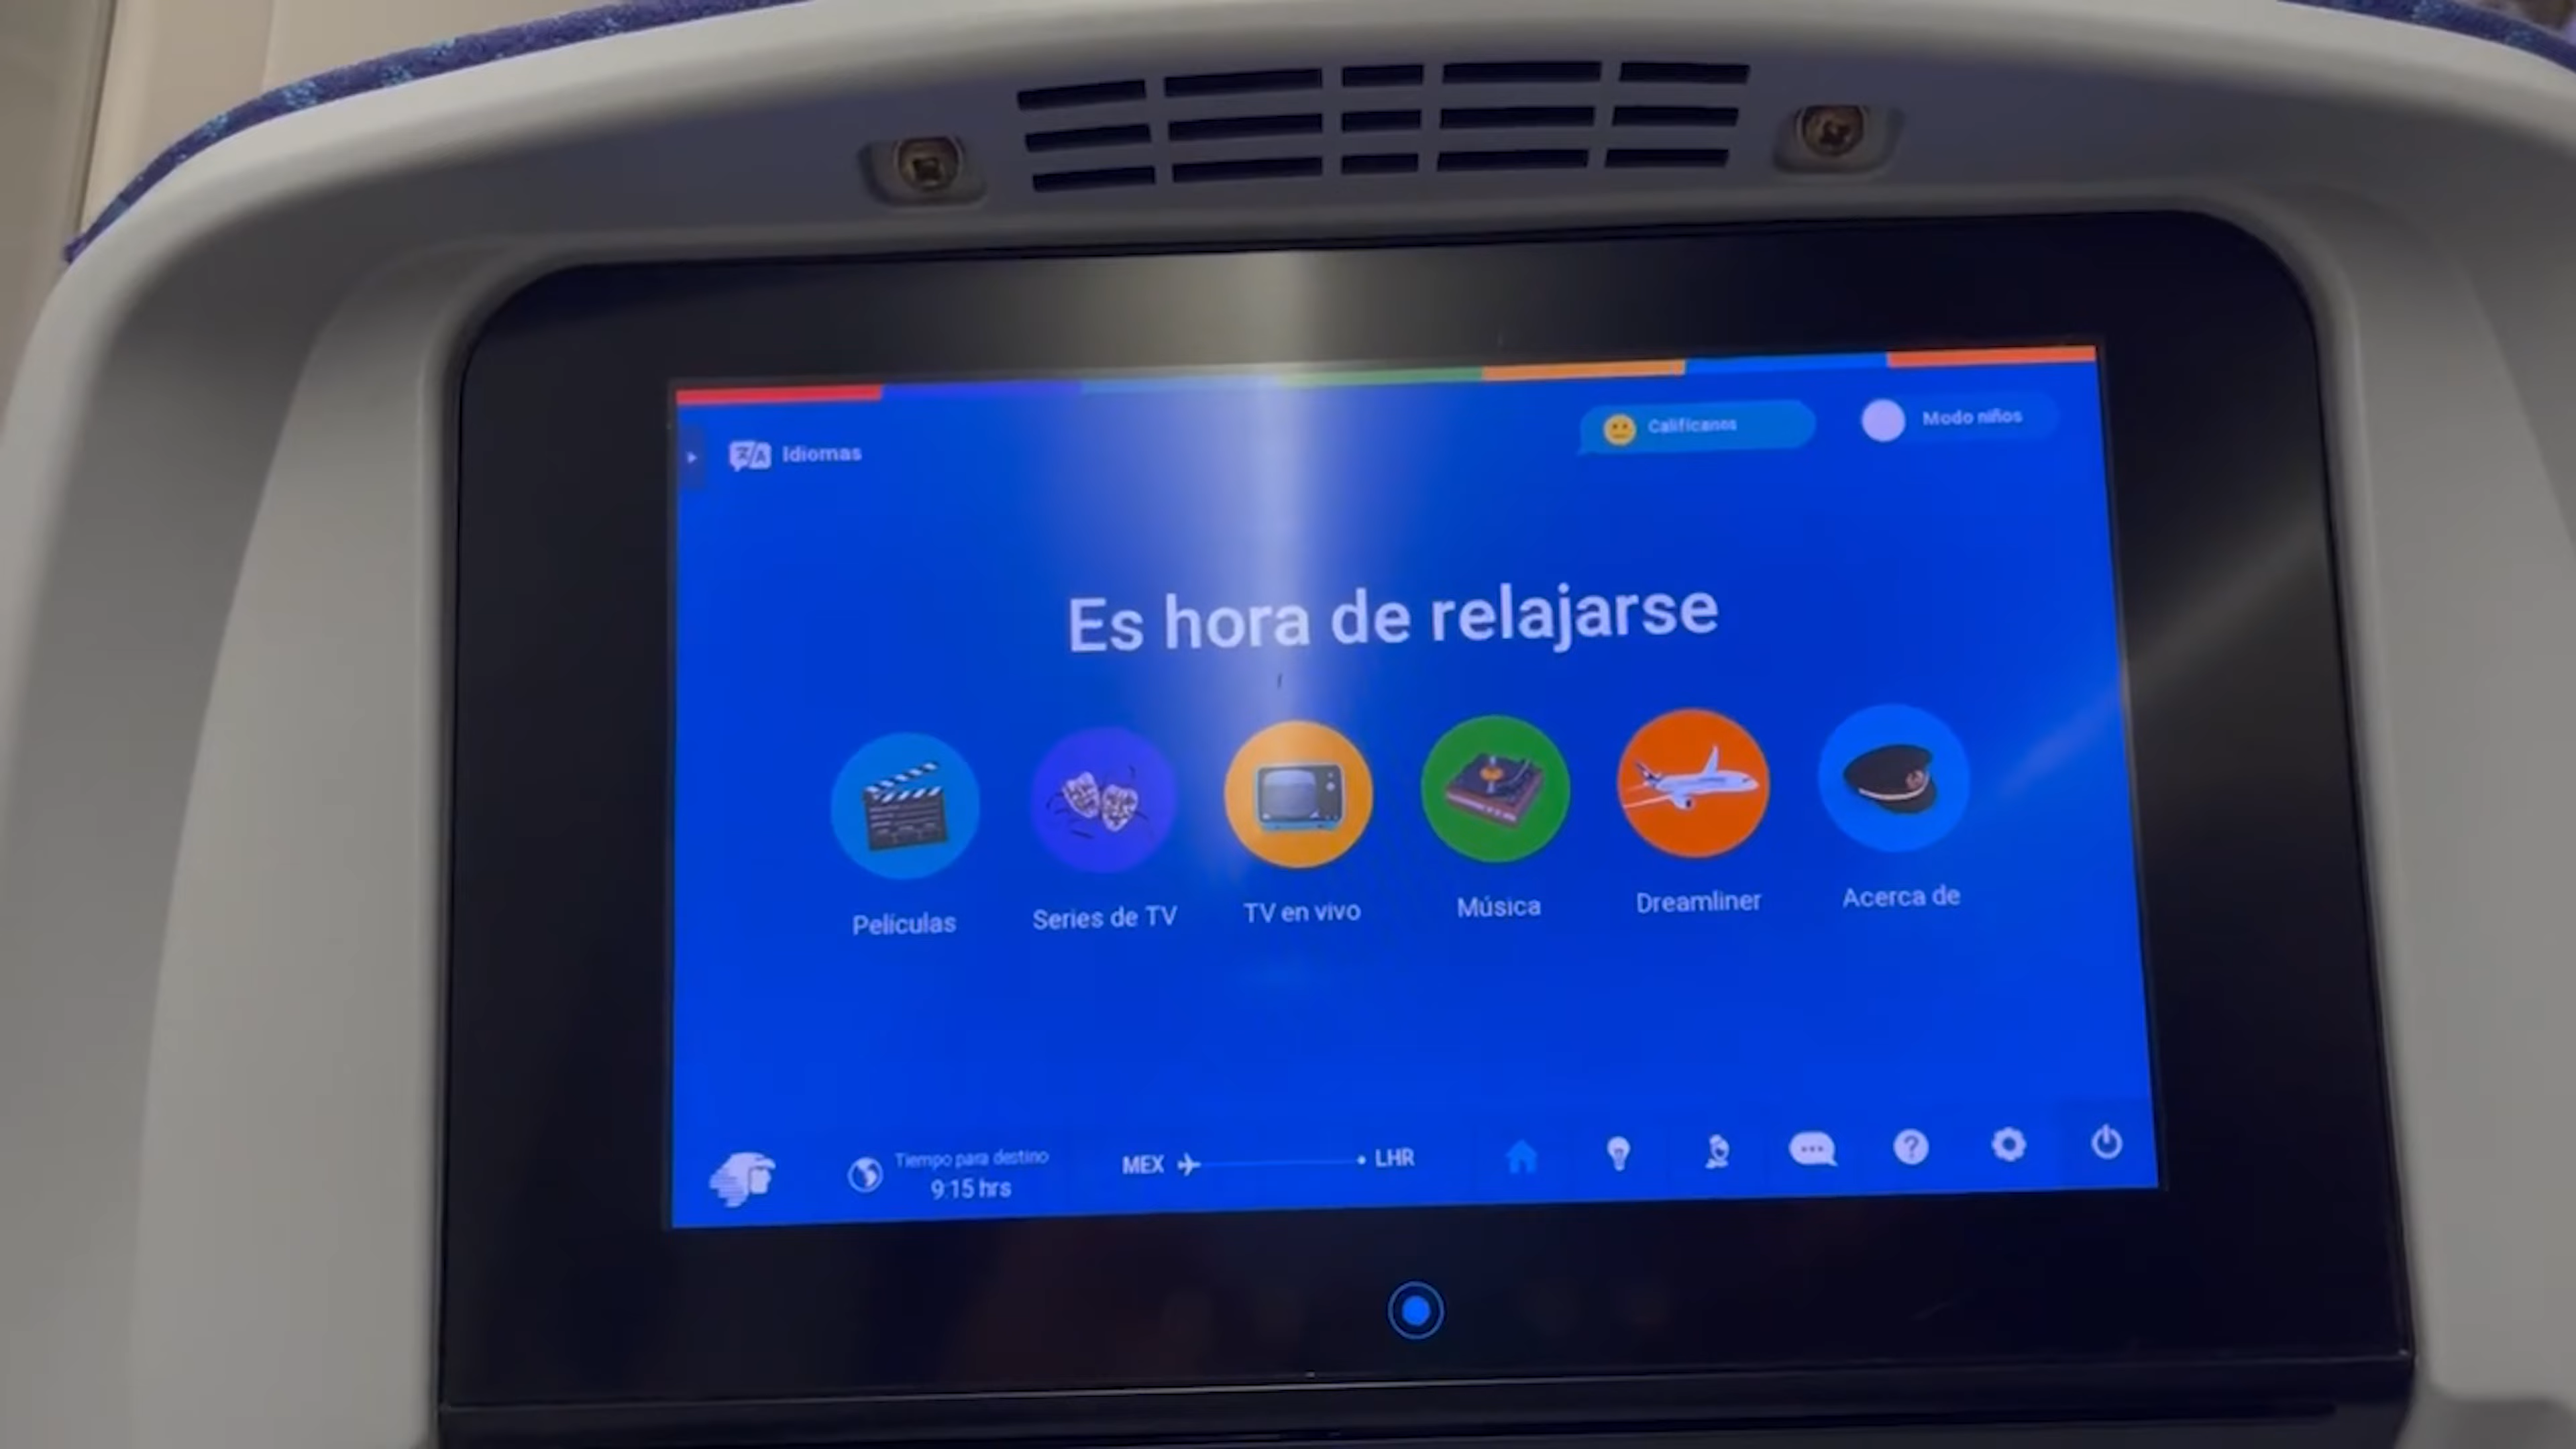 Idiomas
Califícanos
Modo niños
Es hora de relajarse
Películas
Series de TV
TV en vivo
Música
Dreamliner
Acerca de
Tiempo para destino
9:15 hrs
MEX
LHR